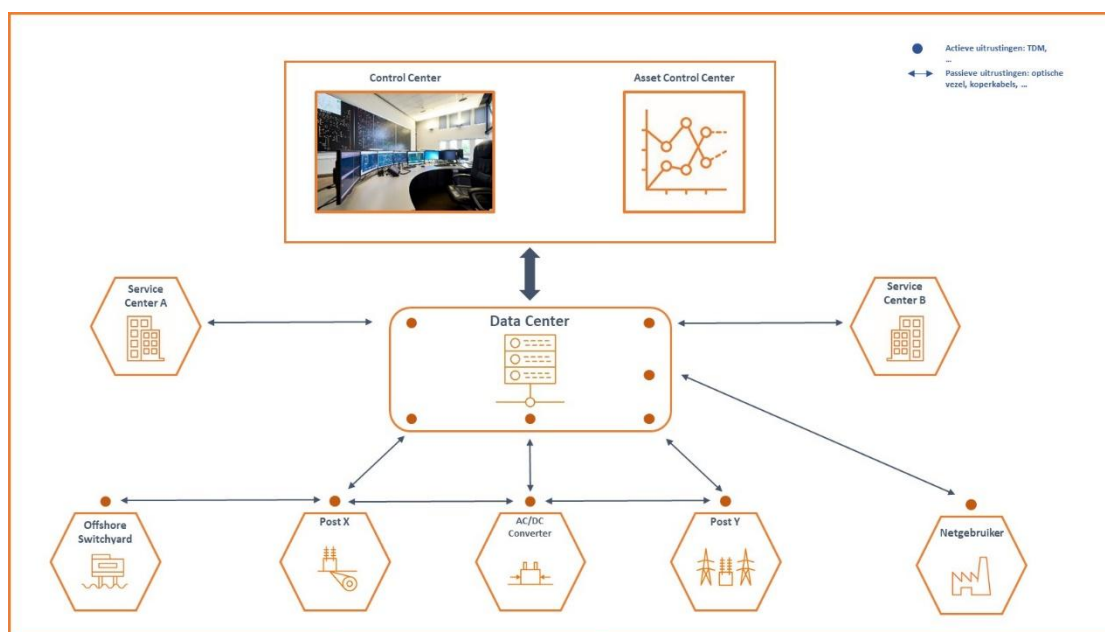 Actieve uitrustingen: TDM,
...
Passieve uitrustingen: optische
vezel, koperkabels, ...
Control Center
Asset Control Center
Service
Center A
Data Center
Service
Center B
Offshore
Switchyard
Post X
AC/DC
Converter
Post Y
Netgebruiker